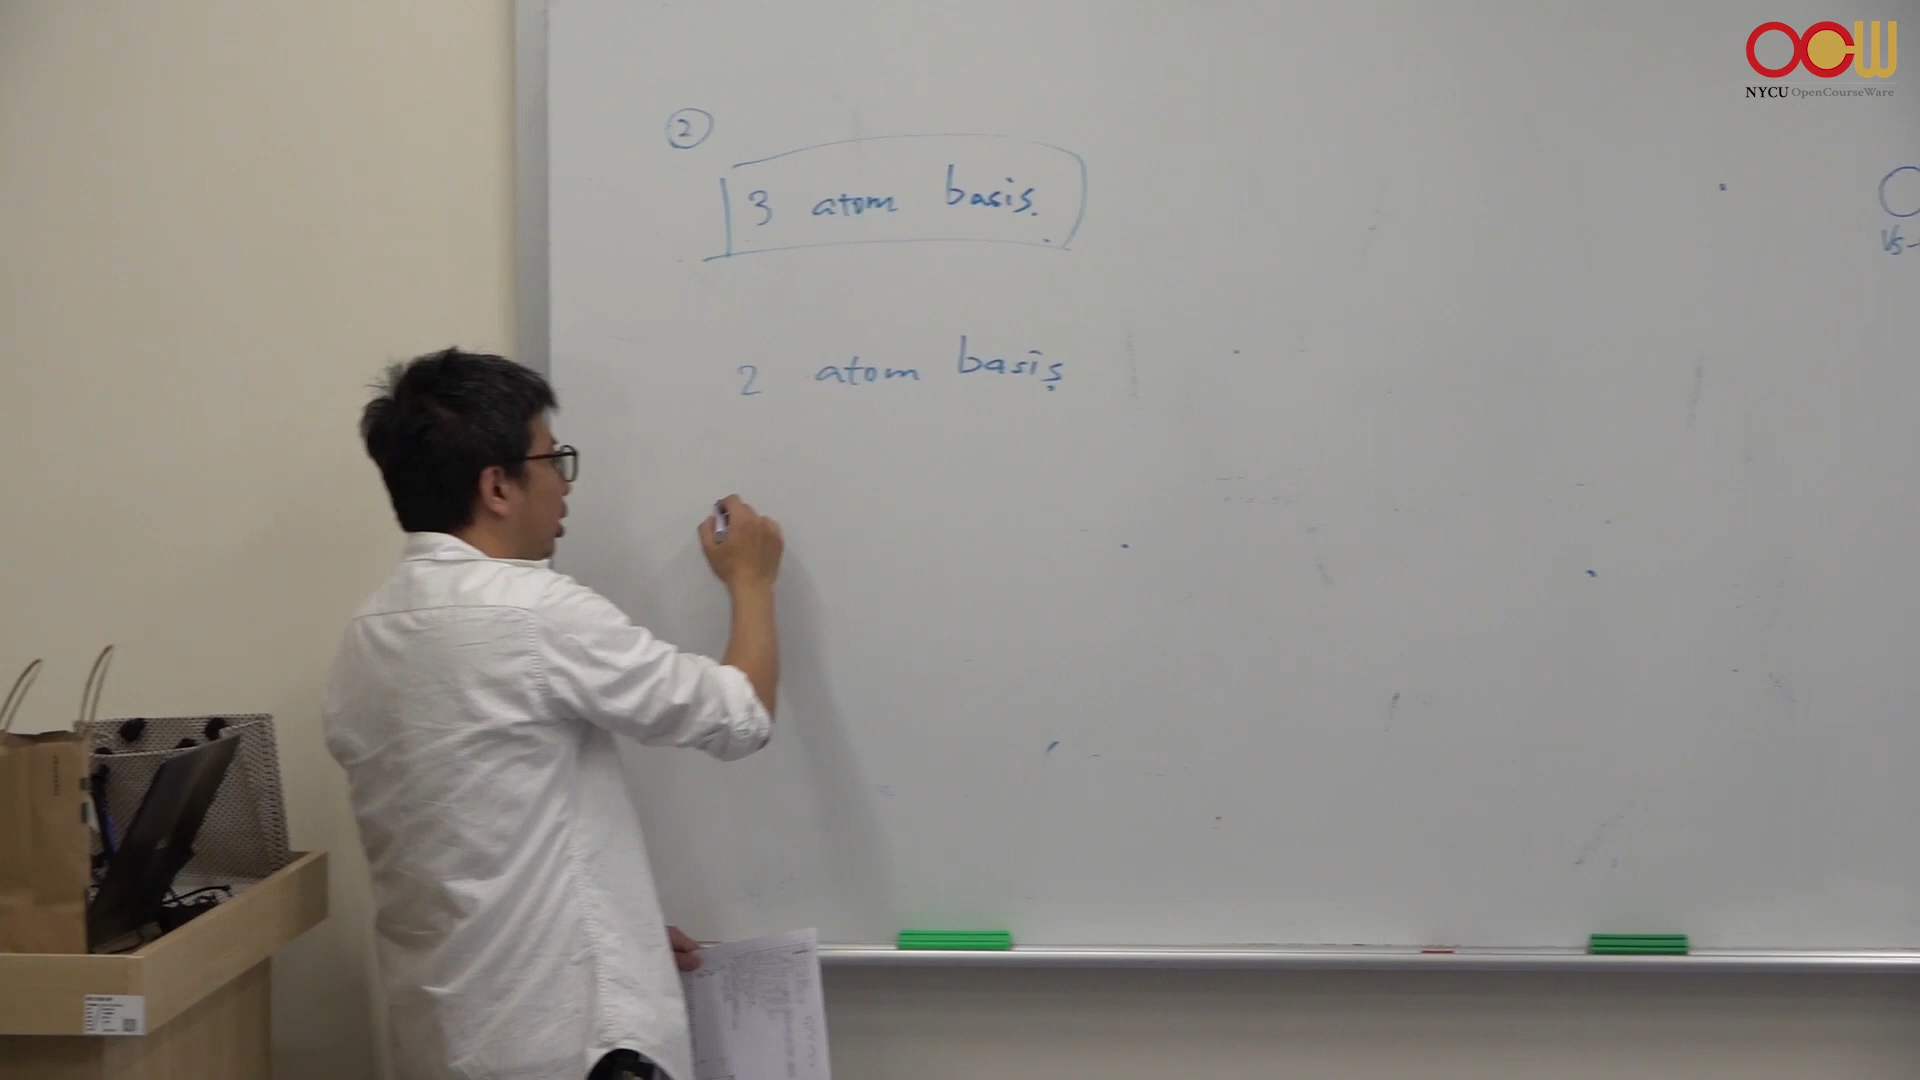 OCW
NYCU OpenCourseWare
②
3 atom basis.
2 atom basis